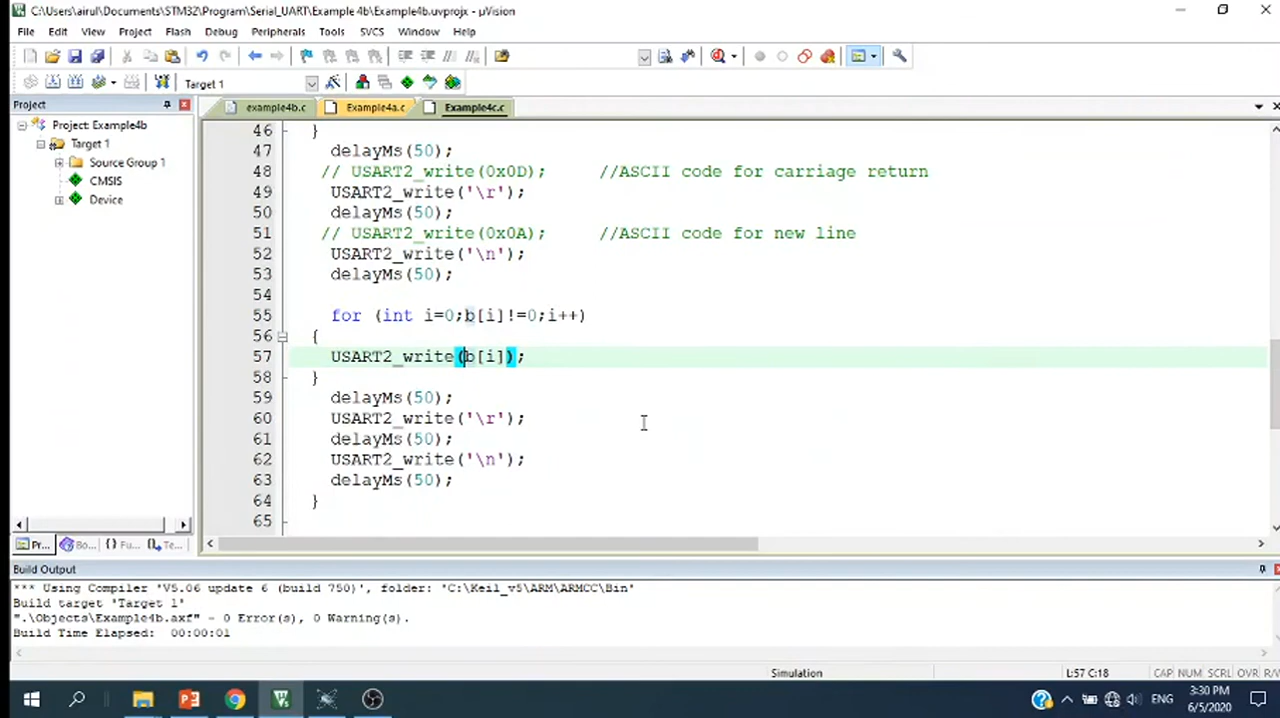 C:\Users\airul\Documents\STM32\Program\Serial_UART\Example 4b\Example4b.uvprojx - µVision
File Edit View Project Flash Debug Peripherals Tools SVCS Window Help
Target 1
Project
example4b.c Example4a.c Example4c.c
Project: Example4b
Target 1
Source Group 1
CMSIS
Device
46 }
47 delayMs(50);
48 // USART2_write(0x0D); //ASCII code for carriage return
49 USART2_write('\r');
50 delayMs(50);
51 // USART2_write(0x0A); //ASCII code for new line
52 USART2_write('\n');
53 delayMs(50);
54
55 for (int i=0;b[i]!=0;i++)
56 {
57 USART2_write(b[i]);
58 }
59 delayMs(50);
60 USART2_write('\r');
61 delayMs(50);
62 USART2_write('\n');
63 delayMs(50);
64 }
65
Pr... Bo... {} Fu... Te...
Build Output
*** Using Compiler 'V5.06 update 6 (build 750)', folder: 'C:\Keil_v5\ARM\ARMCC\Bin'
Build target 'Target 1'
".\Objects\Example4b.axf" - 0 Error(s), 0 Warning(s).
Build Time Elapsed: 00:00:01
Simulation L:57 C:18 CAP NUM SCRL OVR R/
ENG
3:30 PM
6/5/2020